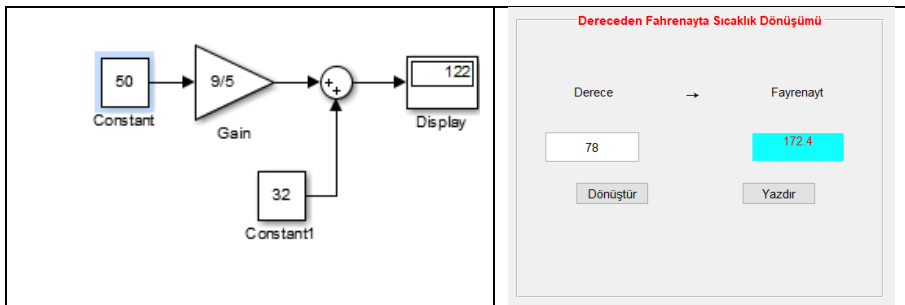 50
Constant
9/5
Gain
++
122
Display
32
Constant1
Dereceden Fahrenayta Sıcaklık Dönüşümü
Derece → Fayrenayt
78 172.4
Dönüştür Yazdır